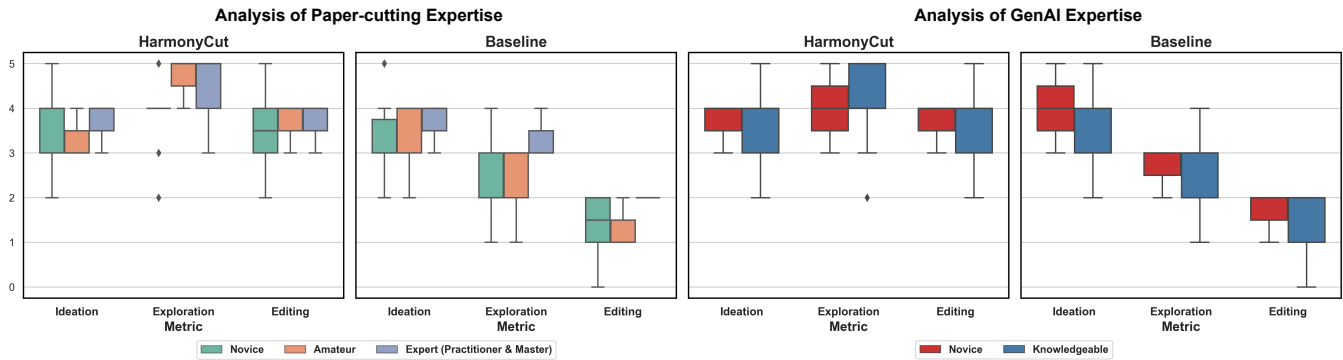 Analysis of Paper-cutting Expertise
Analysis of GenAI Expertise
HarmonyCut
Baseline
HarmonyCut
Baseline
5
4
3
2
1
0
Ideation Exploration Editing
Metric
Ideation Exploration Editing
Metric
Ideation Exploration Editing
Metric
Ideation Exploration Editing
Metric
Novice Amateur Expert (Practitioner & Master)
Novice Knowledgeable